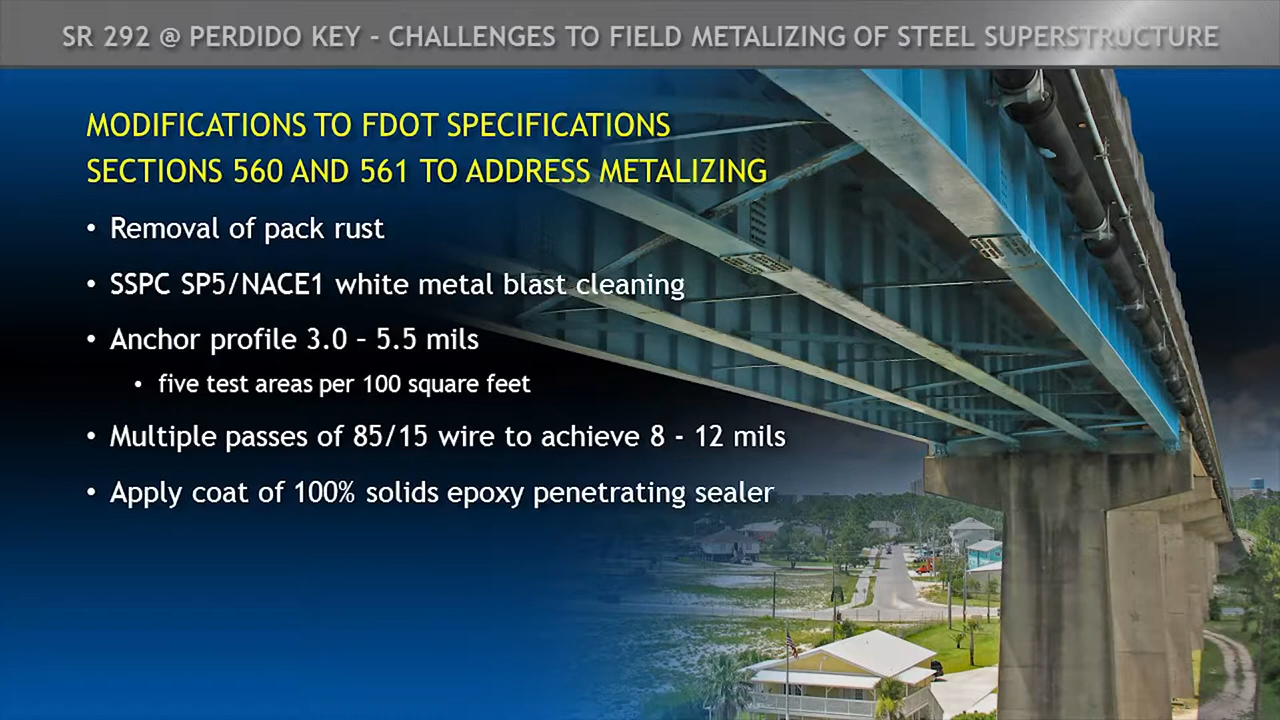 SR 292 @ PERDIDO KEY - CHALLENGES TO FIELD METALIZING OF STEEL SUPERSTRUCTURE
MODIFICATIONS TO FDOT SPECIFICATIONS
SECTIONS 560 AND 561 TO ADDRESS METALIZING
• Removal of pack rust
• SSPC SP5/NACE1 white metal blast cleaning
• Anchor profile 3.0 – 5.5 mils
• five test areas per 100 square feet
• Multiple passes of 85/15 wire to achieve 8 - 12 mils
• Apply coat of 100% solids epoxy penetrating sealer